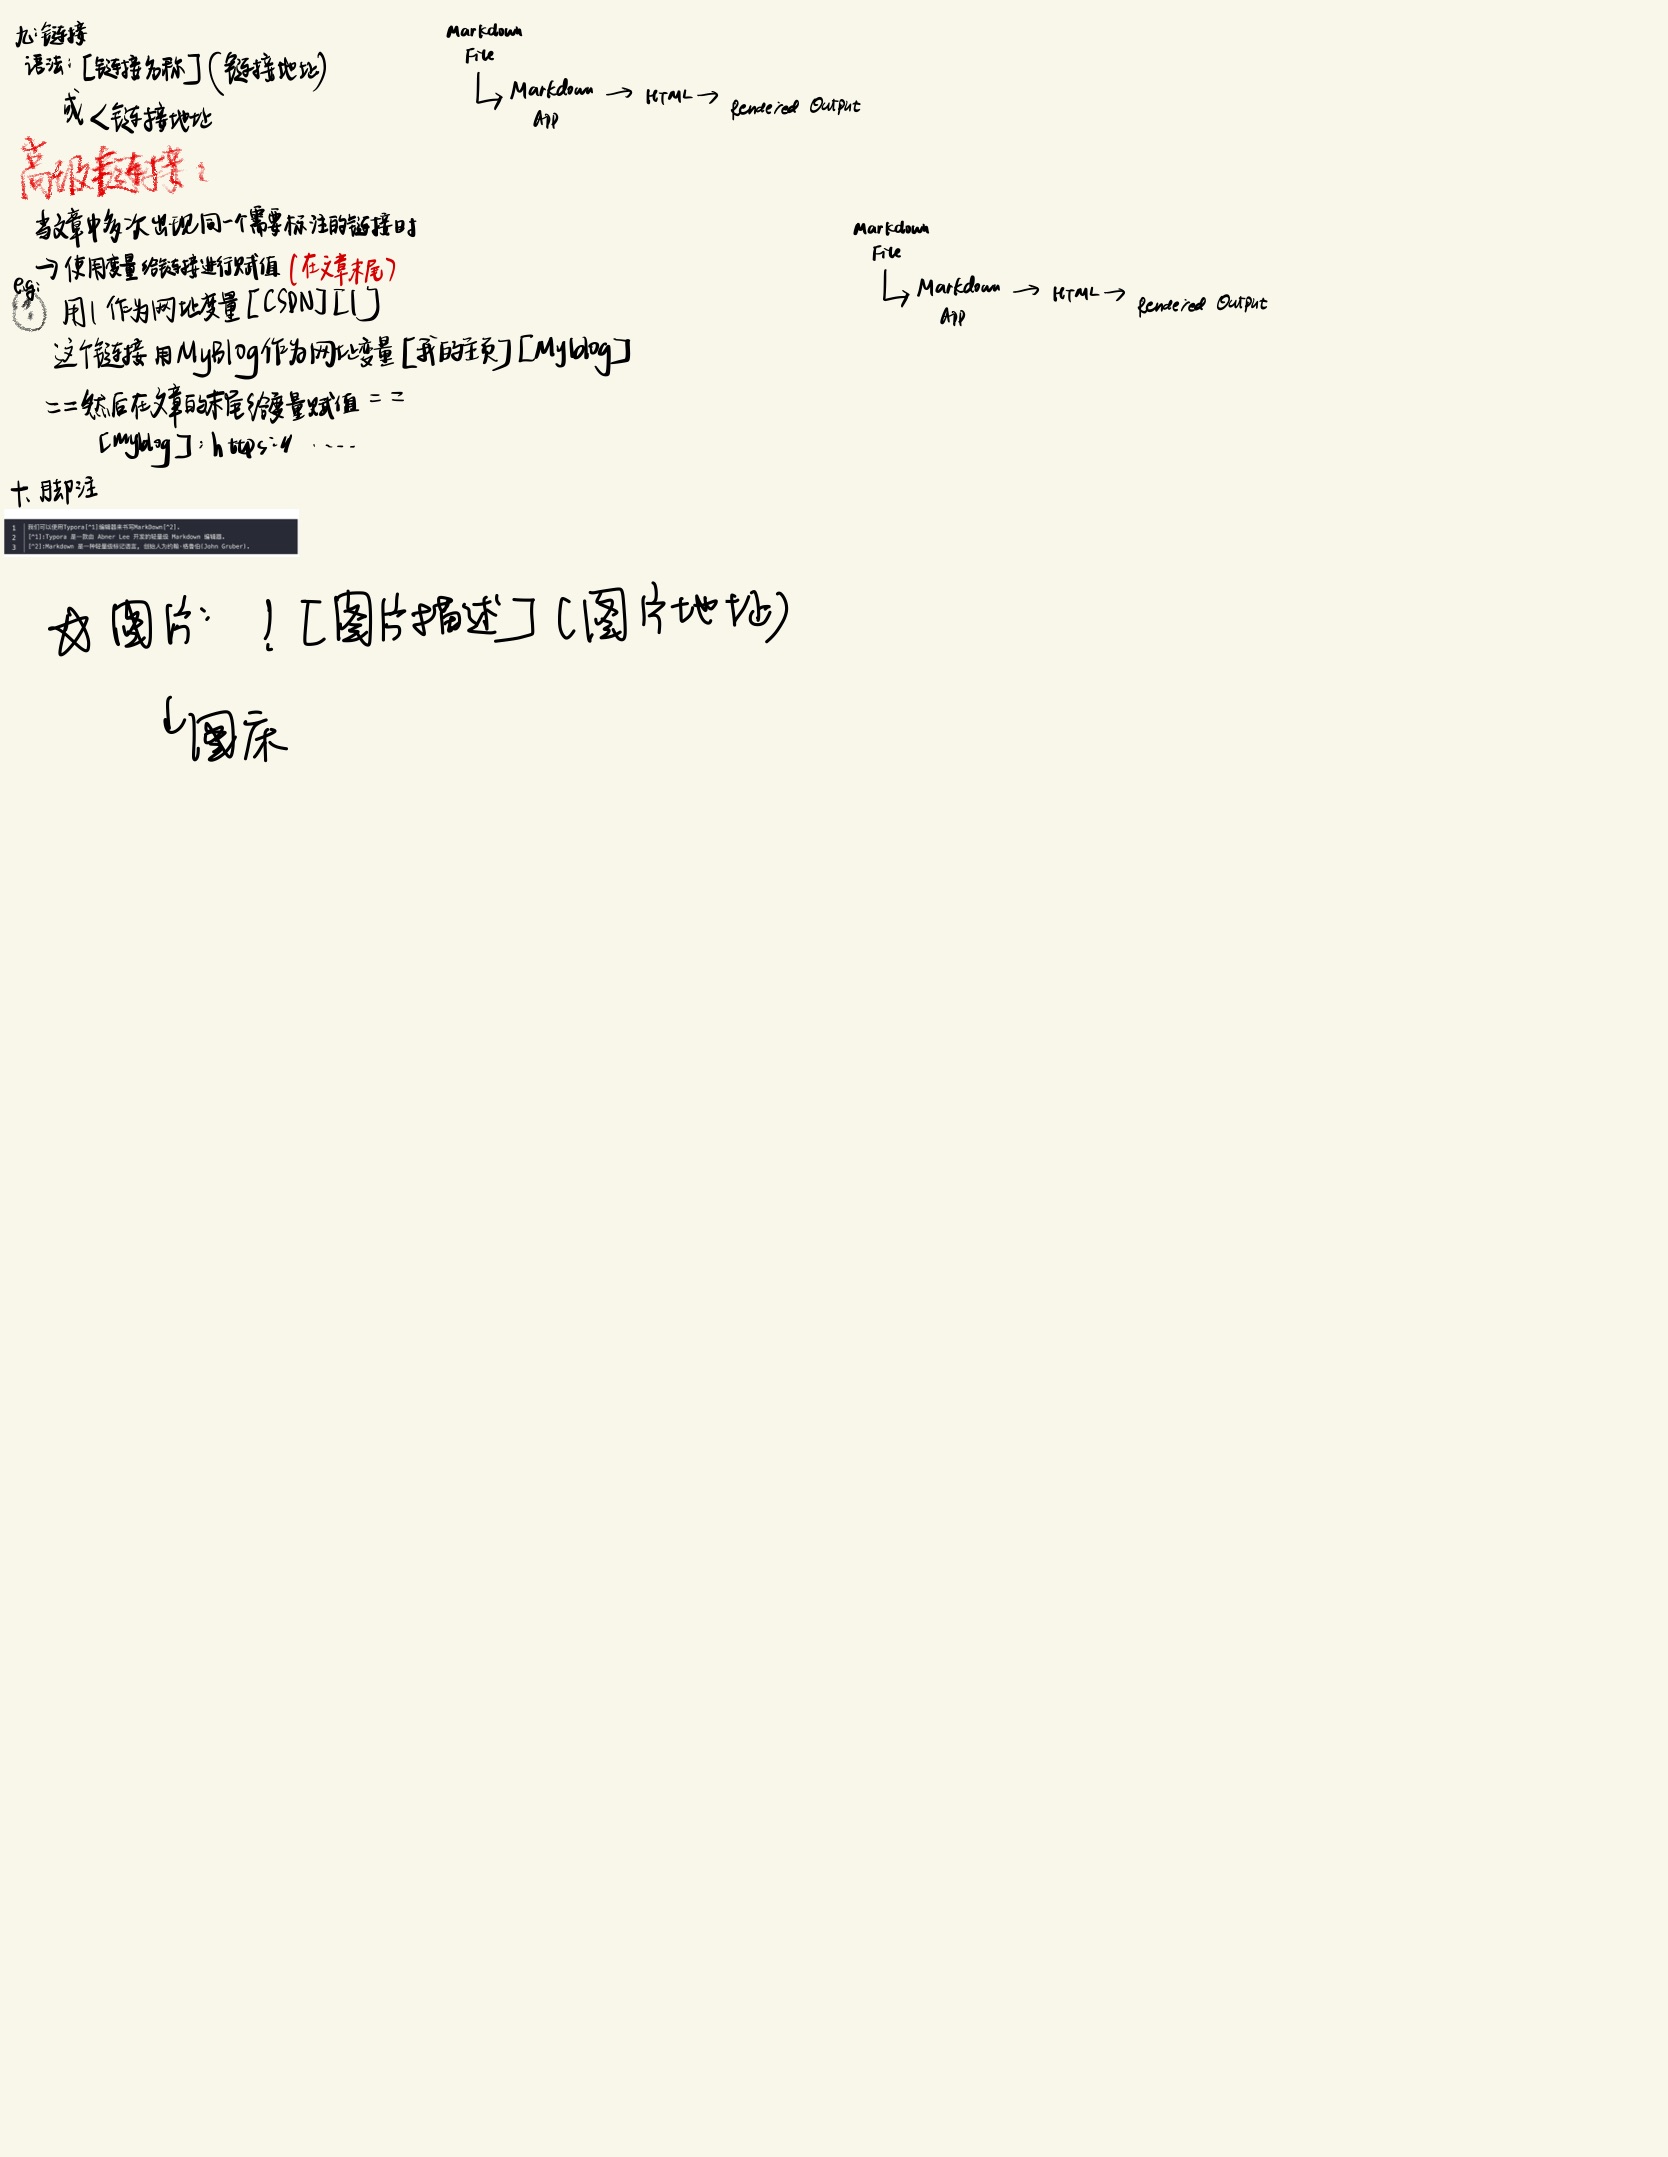 九:链接
语法:[链接名称](链接地址)
或<链接地址
高级链接:
当文章中多次出现同一个需要标注的链接时
→使用变量给链接进行赋值(在文章末尾)
e.g:
用1作为网址变量[CSDN][1]
这个链接用MyBlog作为网址变量[我的主页][Myblog]
==然后在文章的末尾给变量赋值==
[Myblog]:https://.....
十、脚注
1 我们可以使用Typora[^1]编辑器来书写MarkDown[^2].
2 [^1]:Typora 是一款由 Abner Lee 开发的轻量级 Markdown 编辑器.
3 [^2]:Markdown 是一种轻量级标记语言, 创始人为约翰·格鲁伯(John Gruber).
☆图片: ![图片描述](图片地址)
↳图床
Markdown
File
↳Markdown → HTML → Rendered Output
App
Markdown
File
↳Markdown → HTML → Rendered Output
App